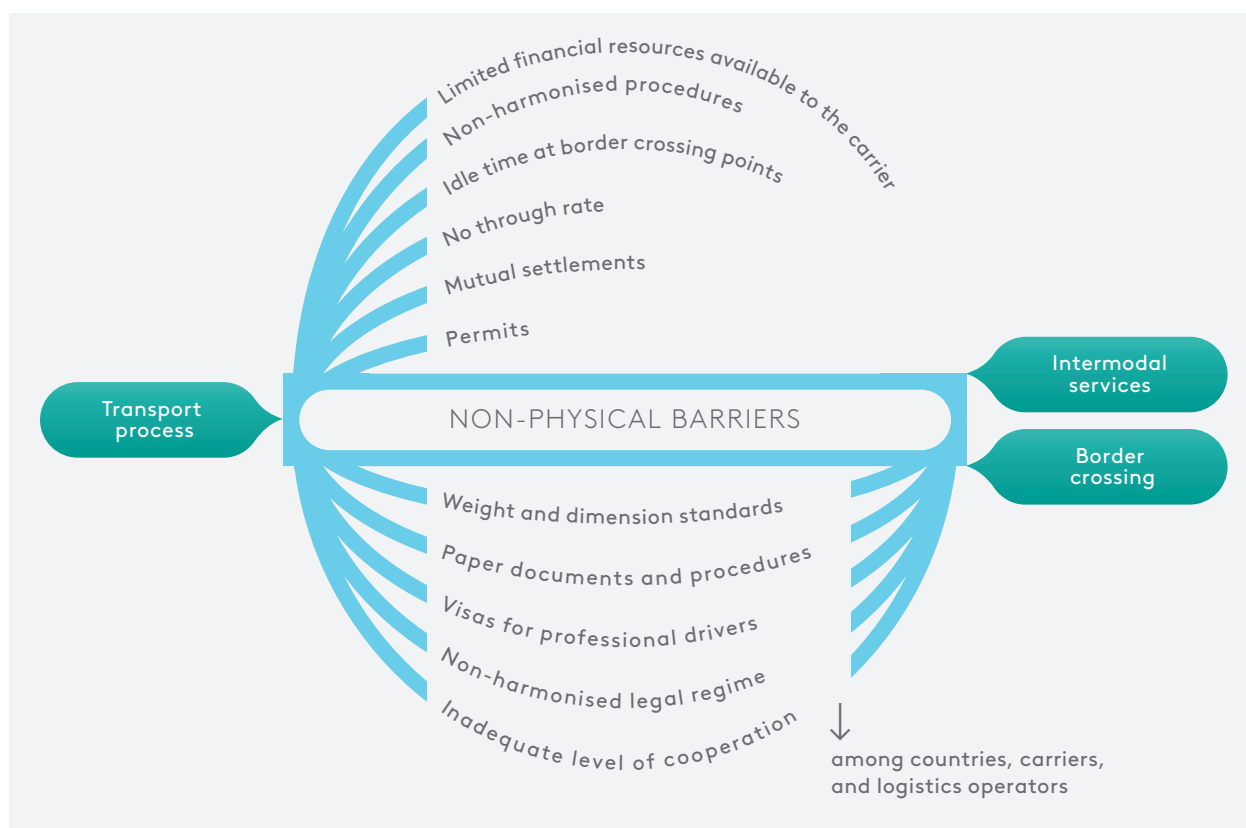 Limited financial resources available to the carrier
Non-harmonised procedures
Idle time at border crossing points
No through rate
Mutual settlements
Permits
Transport
process
NON-PHYSICAL BARRIERS
Intermodal
services
Border
crossing
Weight and dimension standards
Paper documents and procedures
Visas for professional drivers
Non-harmonised legal regime
Inadequate level of cooperation
among countries, carriers,
and logistics operators